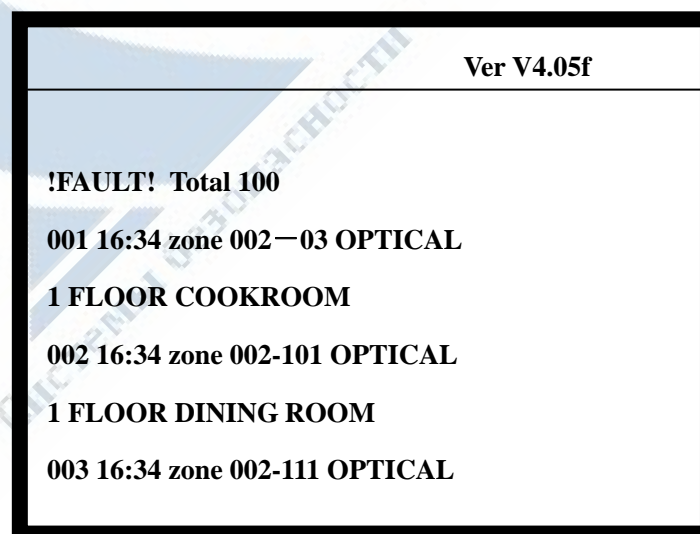 Ver V4.05f
!FAULT! Total 100
001 16:34 zone 002－03 OPTICAL
1 FLOOR COOKROOM
002 16:34 zone 002-101 OPTICAL
1 FLOOR DINING ROOM
003 16:34 zone 002-111 OPTICAL